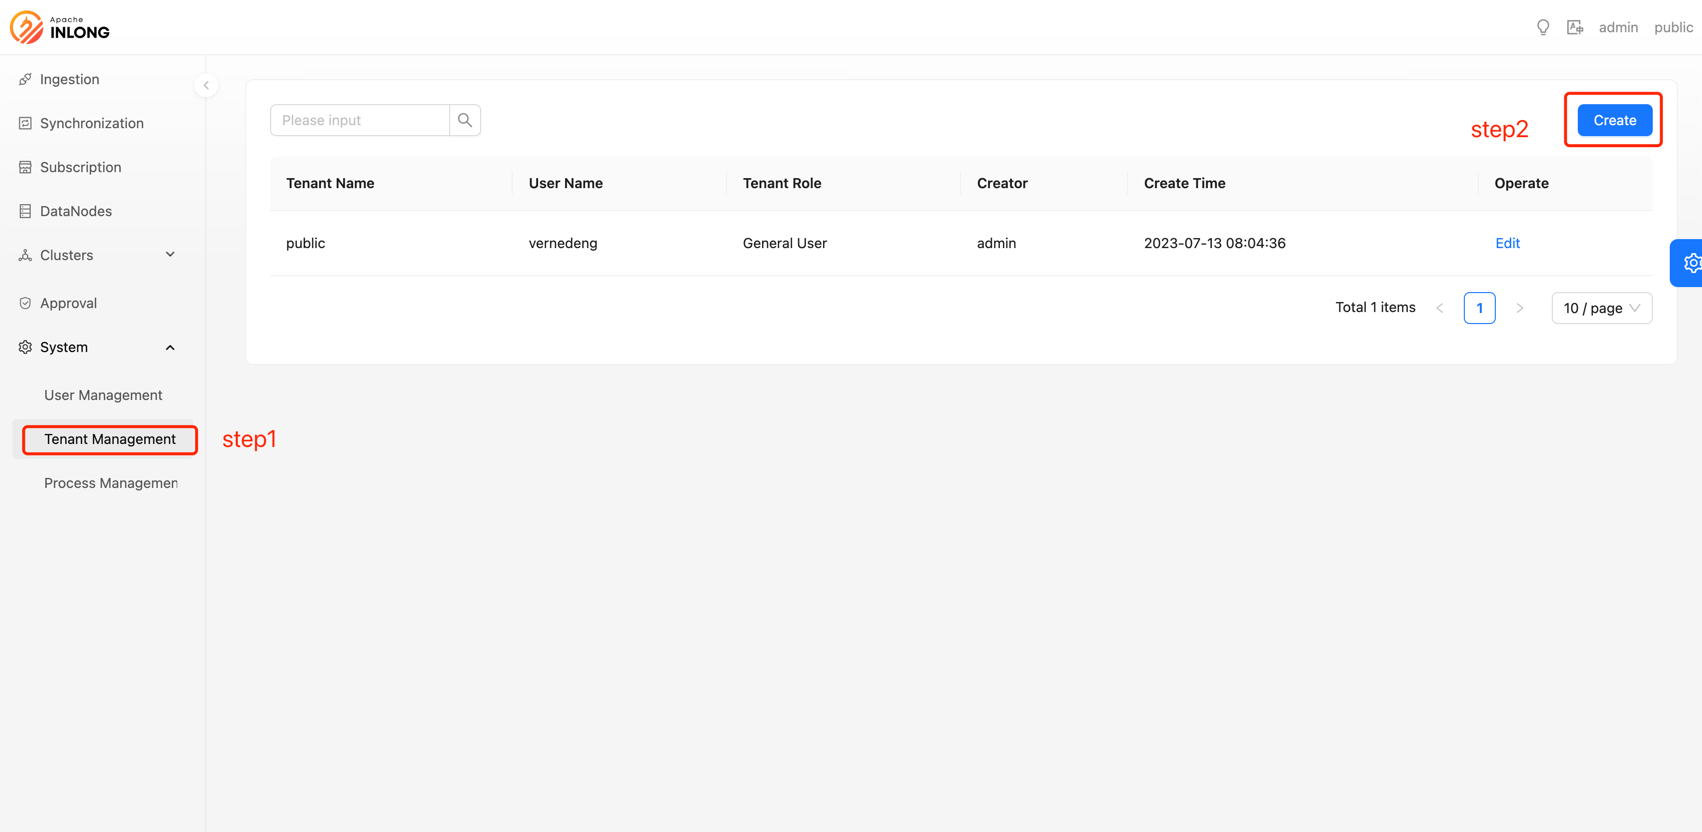 Apache
INLONG
admin
public
Ingestion
Synchronization
Subscription
DataNodes
Clusters
Approval
System
User Management
Tenant Management
Process Managemen
step1
Please input
step2
Create
Tenant Name
User Name
Tenant Role
Creator
Create Time
Operate
public
vernedeng
General User
admin
2023-07-13 08:04:36
Edit
Total 1 items
1
10 / page